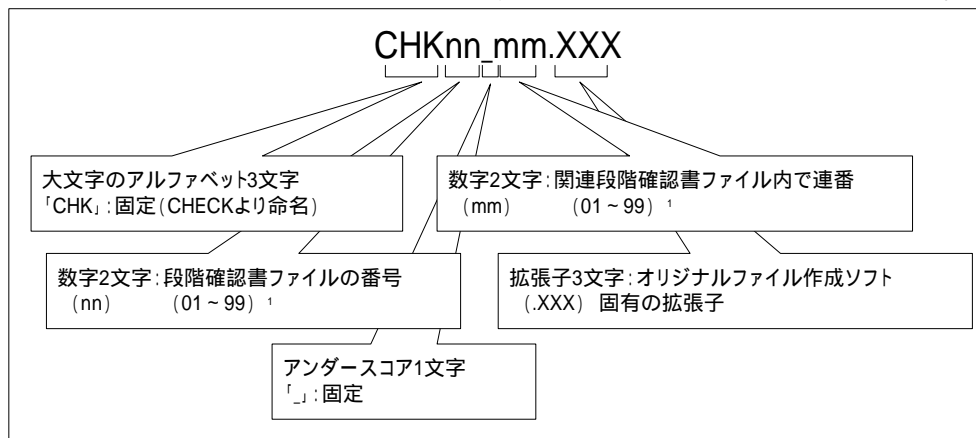 CHKnn_mm.XXX
大文字のアルファベット3文字
「CHK」:固定(CHECKより命名)
数字2文字:関連段階確認書ファイル内で連番
(mm) (01~99) 1
数字2文字:段階確認書ファイルの番号
(nn) (01~99) 1
拡張子3文字:オリジナルファイル作成ソフト
(.XXX) 固有の拡張子
アンダースコア1文字
「_」:固定